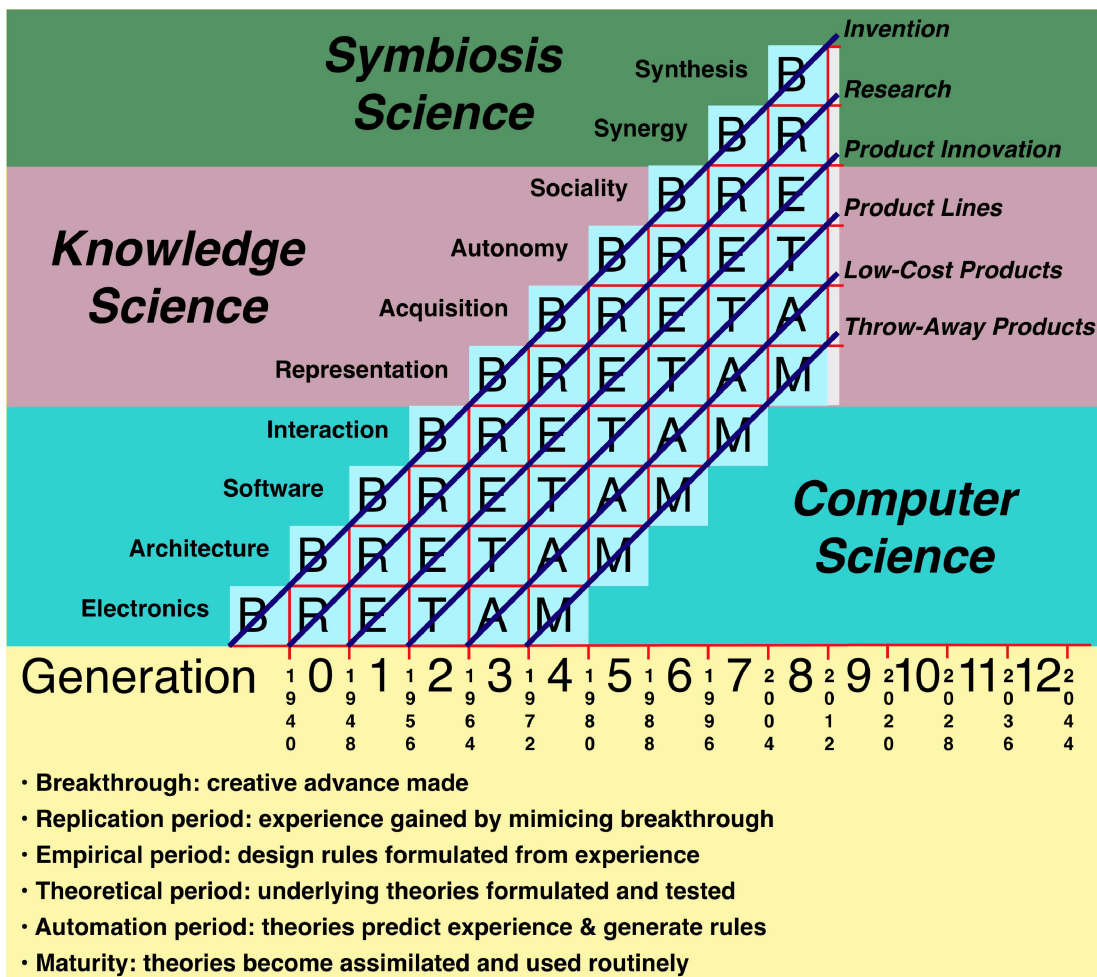 Invention
Symbiosis
Science
Synthesis B
Research
Synergy B R
Product Innovation
Sociality B R E
Product Lines
Knowledge
Science
Autonomy B R E T
Low-Cost Products
Acquisition B R E T A
Throw-Away Products
Representation B R E T A M
Interaction B R E T A M
Software B R E T A M
Computer
Science
Architecture B R E T A M
Electronics B R E T A M
Generation 0 1 2 3 4 5 6 7 8 9 10 11 12
1940 1948 1956 1964 1972 1980 1988 1996 2004 2012 2020 2028 2036 2044
· Breakthrough: creative advance made
· Replication period: experience gained by mimicing breakthrough
· Empirical period: design rules formulated from experience
· Theoretical period: underlying theories formulated and tested
· Automation period: theories predict experience & generate rules
· Maturity: theories become assimilated and used routinely